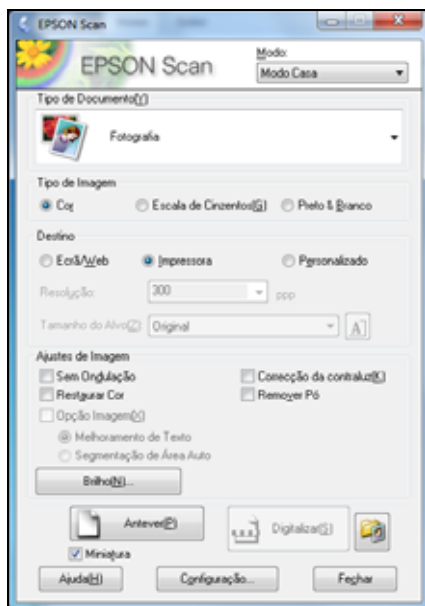 EPSON Scan
EPSON Scan
Modo:
Modo Casa
Tipo de Documento(Y)
Fotografia
Tipo de Imagem
Cor
Escala de Cinzentos(G)
Preto & Branco
Destino
Ecrã/Web
Impressora
Personalizado
Resolução:
300
ppp
Tamanho do Alvo(Z):
Original
Ajustes de Imagem
Sem Ondulação
Correcção da contraluz(K)
Restaurar Cor
Remover Pó
Opção Imagem(X)
Melhoramento de Texto
Segmentação de Área Auto
Brilho(N)...
Antever(P)
Digitalizar(S)
Miniatura
Ajuda(H)
Configuração...
Fechar